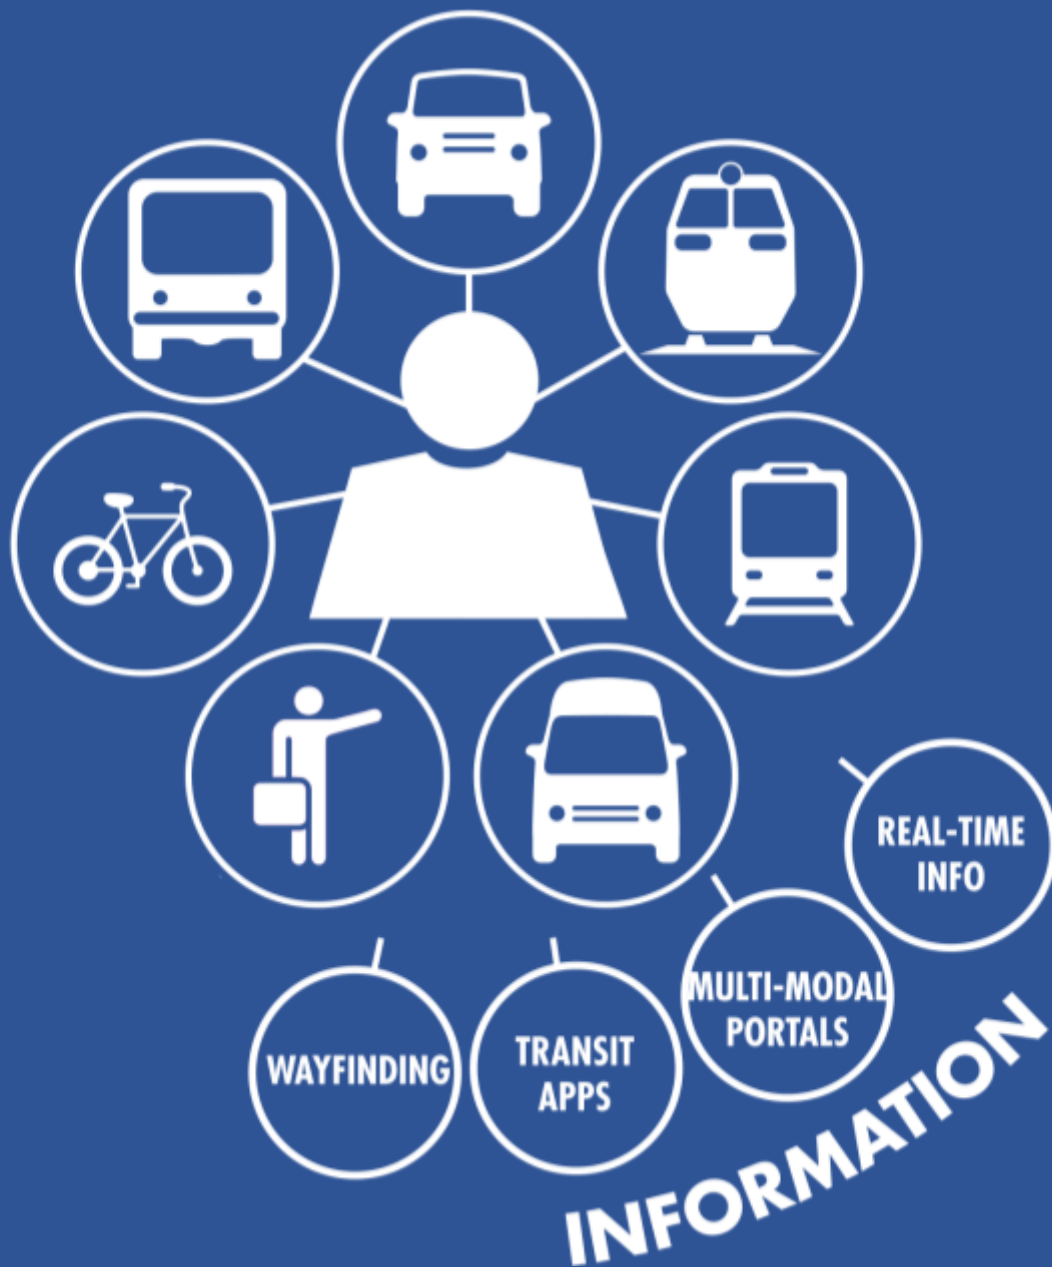 REAL-TIME
INFO
MULTI-MODAL
PORTALS
TRANSIT
APPS
WAYFINDING
INFORMATION